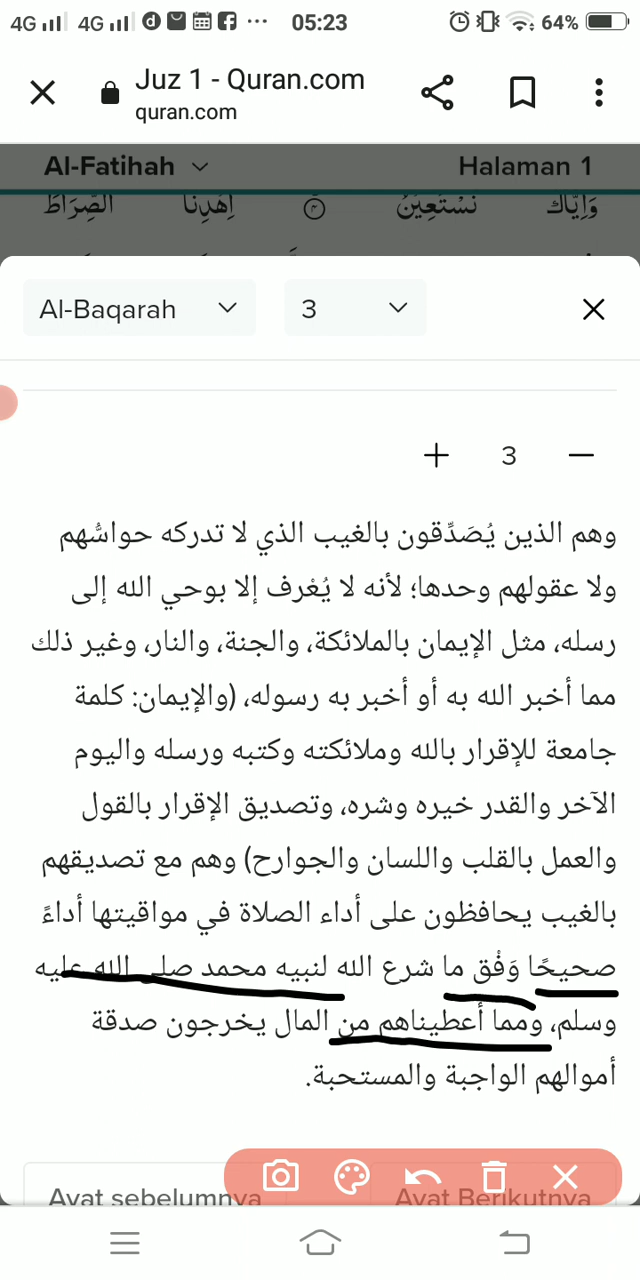 4G 4G 05:23 64%
Juz 1 - Quran.com
quran.com
Al-Fatihah Halaman 1
وَإِيَّاكَ نَسْتَعِينُ ٤ ٱهْدِنَا ٱلصِّرَٰطَ
Al-Baqarah 3
+ 3 −
وهم الذين يُصَدِّقون بالغيب الذي لا تدركه حواسُّهم
ولا عقولهم وحدها؛ لأنه لا يُعْرف إلا بوحي الله إلى
رسله، مثل الإيمان بالملائكة، والجنة، والنار، وغير ذلك
مما أخبر الله به أو أخبر به رسوله، (والإيمان: كلمة
جامعة للإقرار بالله وملائكته وكتبه ورسله واليوم
الآخر والقدر خيره وشره، وتصديق الإقرار بالقول
والعمل بالقلب واللسان والجوارح) وهم مع تصديقهم
بالغيب يحافظون على أداء الصلاة في مواقيتها أداءً
صحيحًا وَفْق ما شرع الله لنبيه محمد صلى الله عليه
وسلم، ومما أعطيناهم من المال يخرجون صدقة
أموالهم الواجبة والمستحبة.
Ayat sebelumnya Ayat Berikutnya